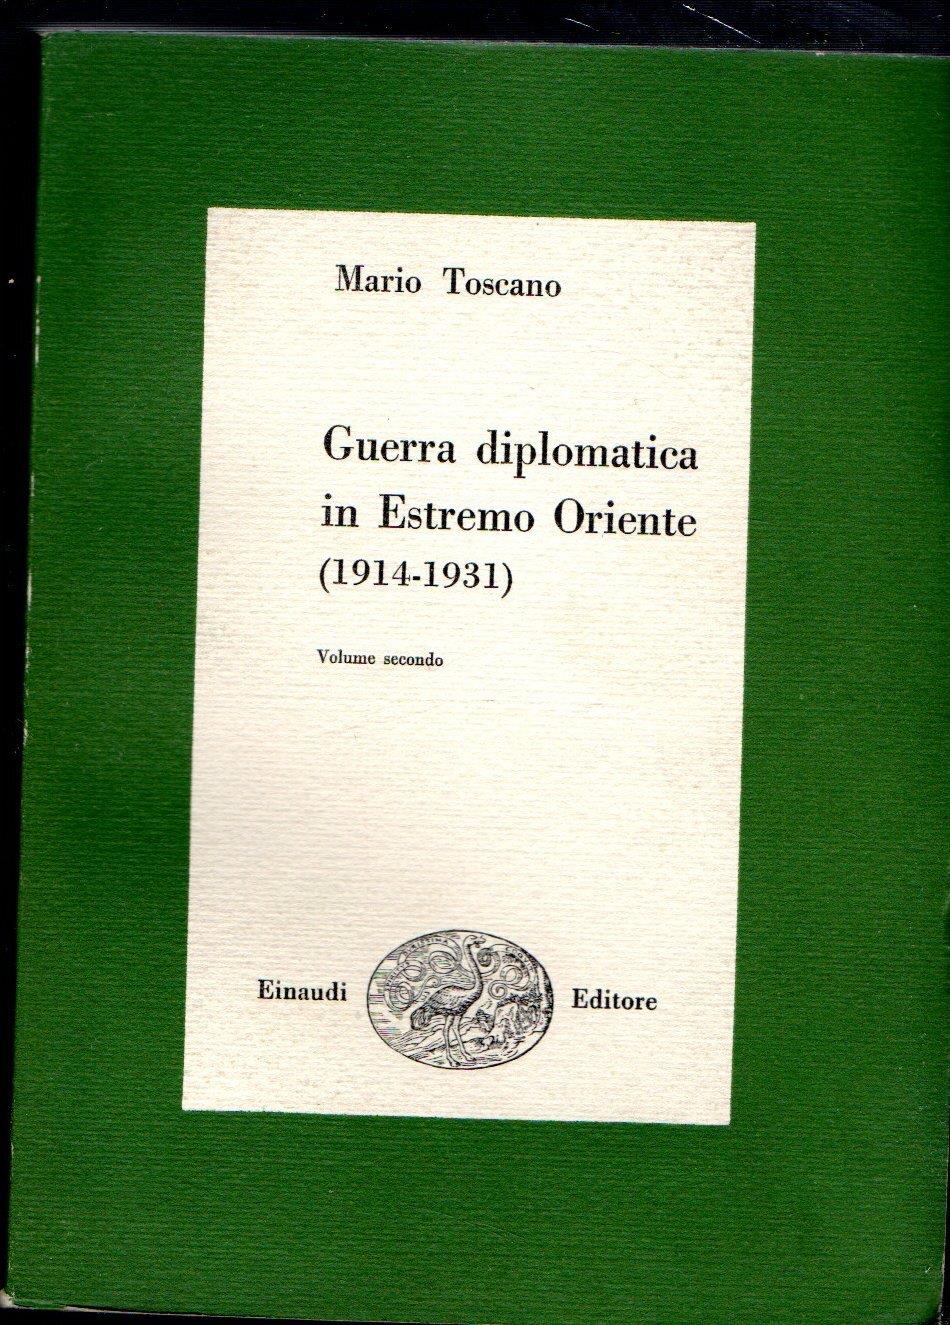 Mario Toscano
Guerra diplomatica
in Estremo Oriente
(1914-1931)
Volume secondo
Einaudi Editore